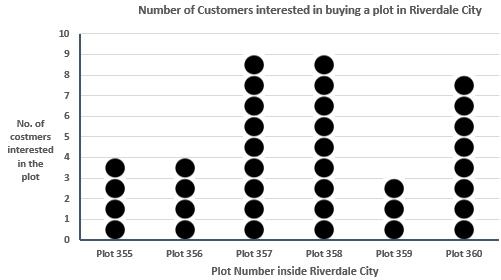 Number of Customers interested in buying a plot in Riverdale City
10
9
8
7
6
5
4
3
2
1
0
No. of
costmers
interested
in the
plot
Plot 355 Plot 356 Plot 357 Plot 358 Plot 359 Plot 360
Plot Number inside Riverdale City